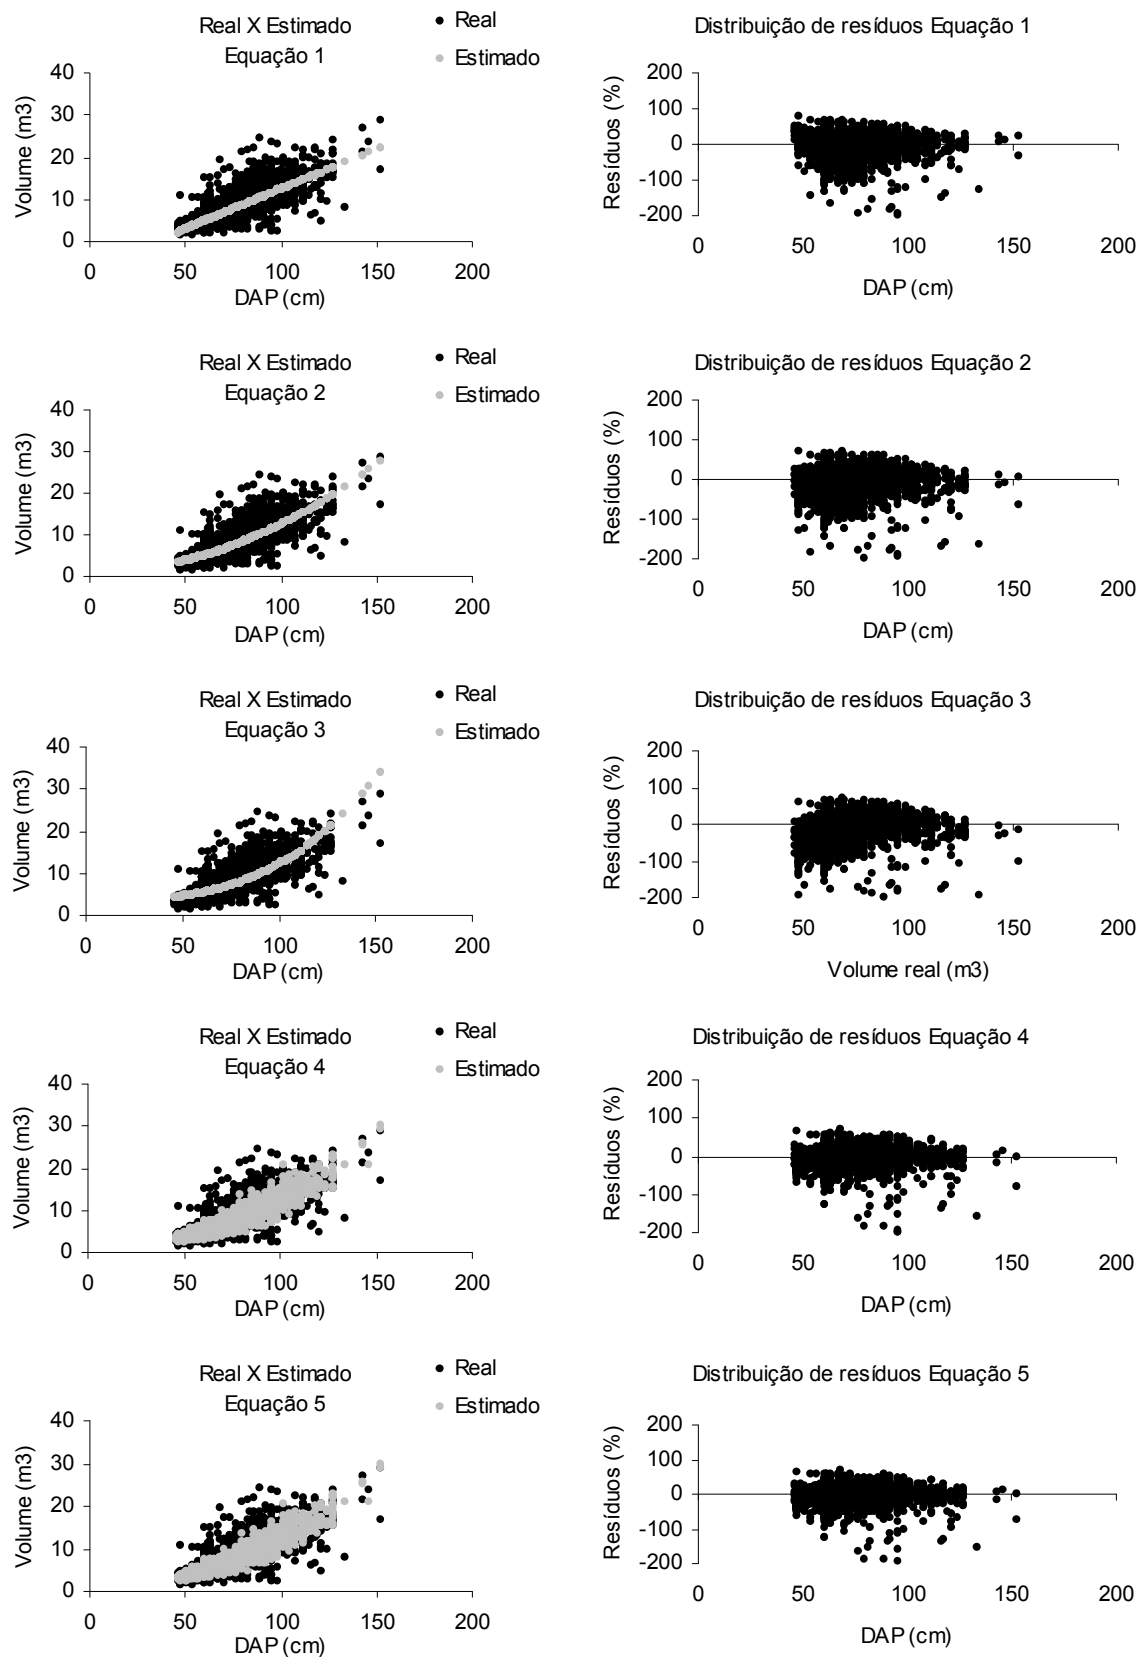 Real X Estimado
Equação 1
Real
Estimado
Volume (m3)
40
30
20
10
0
0 50 100 150 200
DAP (cm)
Distribuição de resíduos Equação 1
Resíduos (%)
200
100
0
-100
-200
0 50 100 150 200
DAP (cm)
Real X Estimado
Equação 2
Real
Estimado
Volume (m3)
40
30
20
10
0
0 50 100 150 200
DAP (cm)
Distribuição de resíduos Equação 2
Resíduos (%)
200
100
0
-100
-200
0 50 100 150 200
DAP (cm)
Real X Estimado
Equação 3
Real
Estimado
Volume (m3)
40
30
20
10
0
0 50 100 150 200
DAP (cm)
Distribuição de resíduos Equação 3
Resíduos (%)
200
100
0
-100
-200
0 50 100 150 200
Volume real (m3)
Real X Estimado
Equação 4
Real
Estimado
Volume (m3)
40
30
20
10
0
0 50 100 150 200
DAP (cm)
Distribuição de resíduos Equação 4
Resíduos (%)
200
100
0
-100
-200
0 50 100 150 200
DAP (cm)
Real X Estimado
Equação 5
Real
Estimado
Volume (m3)
40
30
20
10
0
0 50 100 150 200
DAP (cm)
Distribuição de resíduos Equação 5
Resíduos (%)
200
100
0
-100
-200
0 50 100 150 200
DAP (cm)